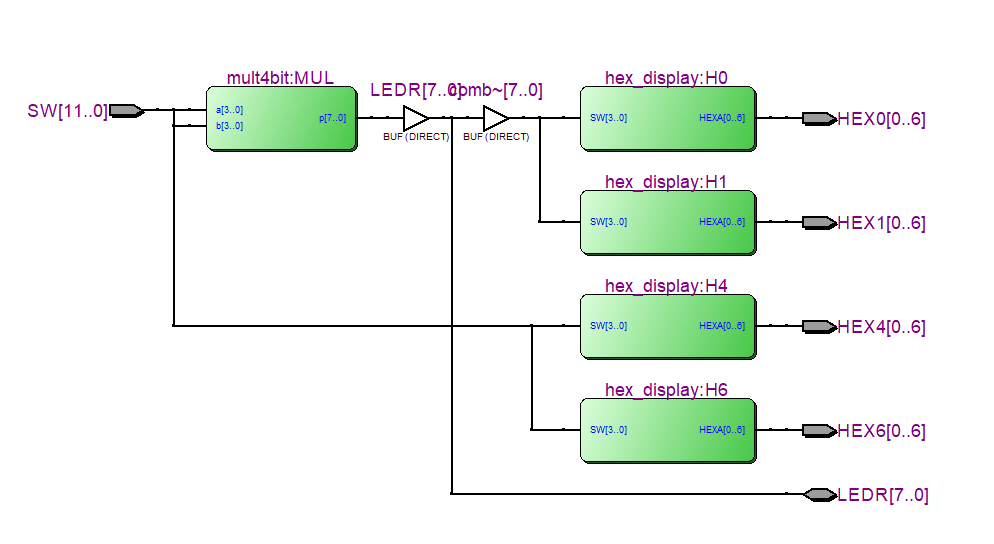 mult4bit:MUL
hex_display:H0
LEDR[7..0]
comb~[7..0]
SW[11..0]
a[3..0]
b[3..0]
p[7..0]
SW[3..0]
HEXA[0..6]
HEX0[0..6]
BUF (DIRECT)
BUF (DIRECT)
hex_display:H1
SW[3..0]
HEXA[0..6]
HEX1[0..6]
hex_display:H4
SW[3..0]
HEXA[0..6]
HEX4[0..6]
hex_display:H6
SW[3..0]
HEXA[0..6]
HEX6[0..6]
LEDR[7..0]